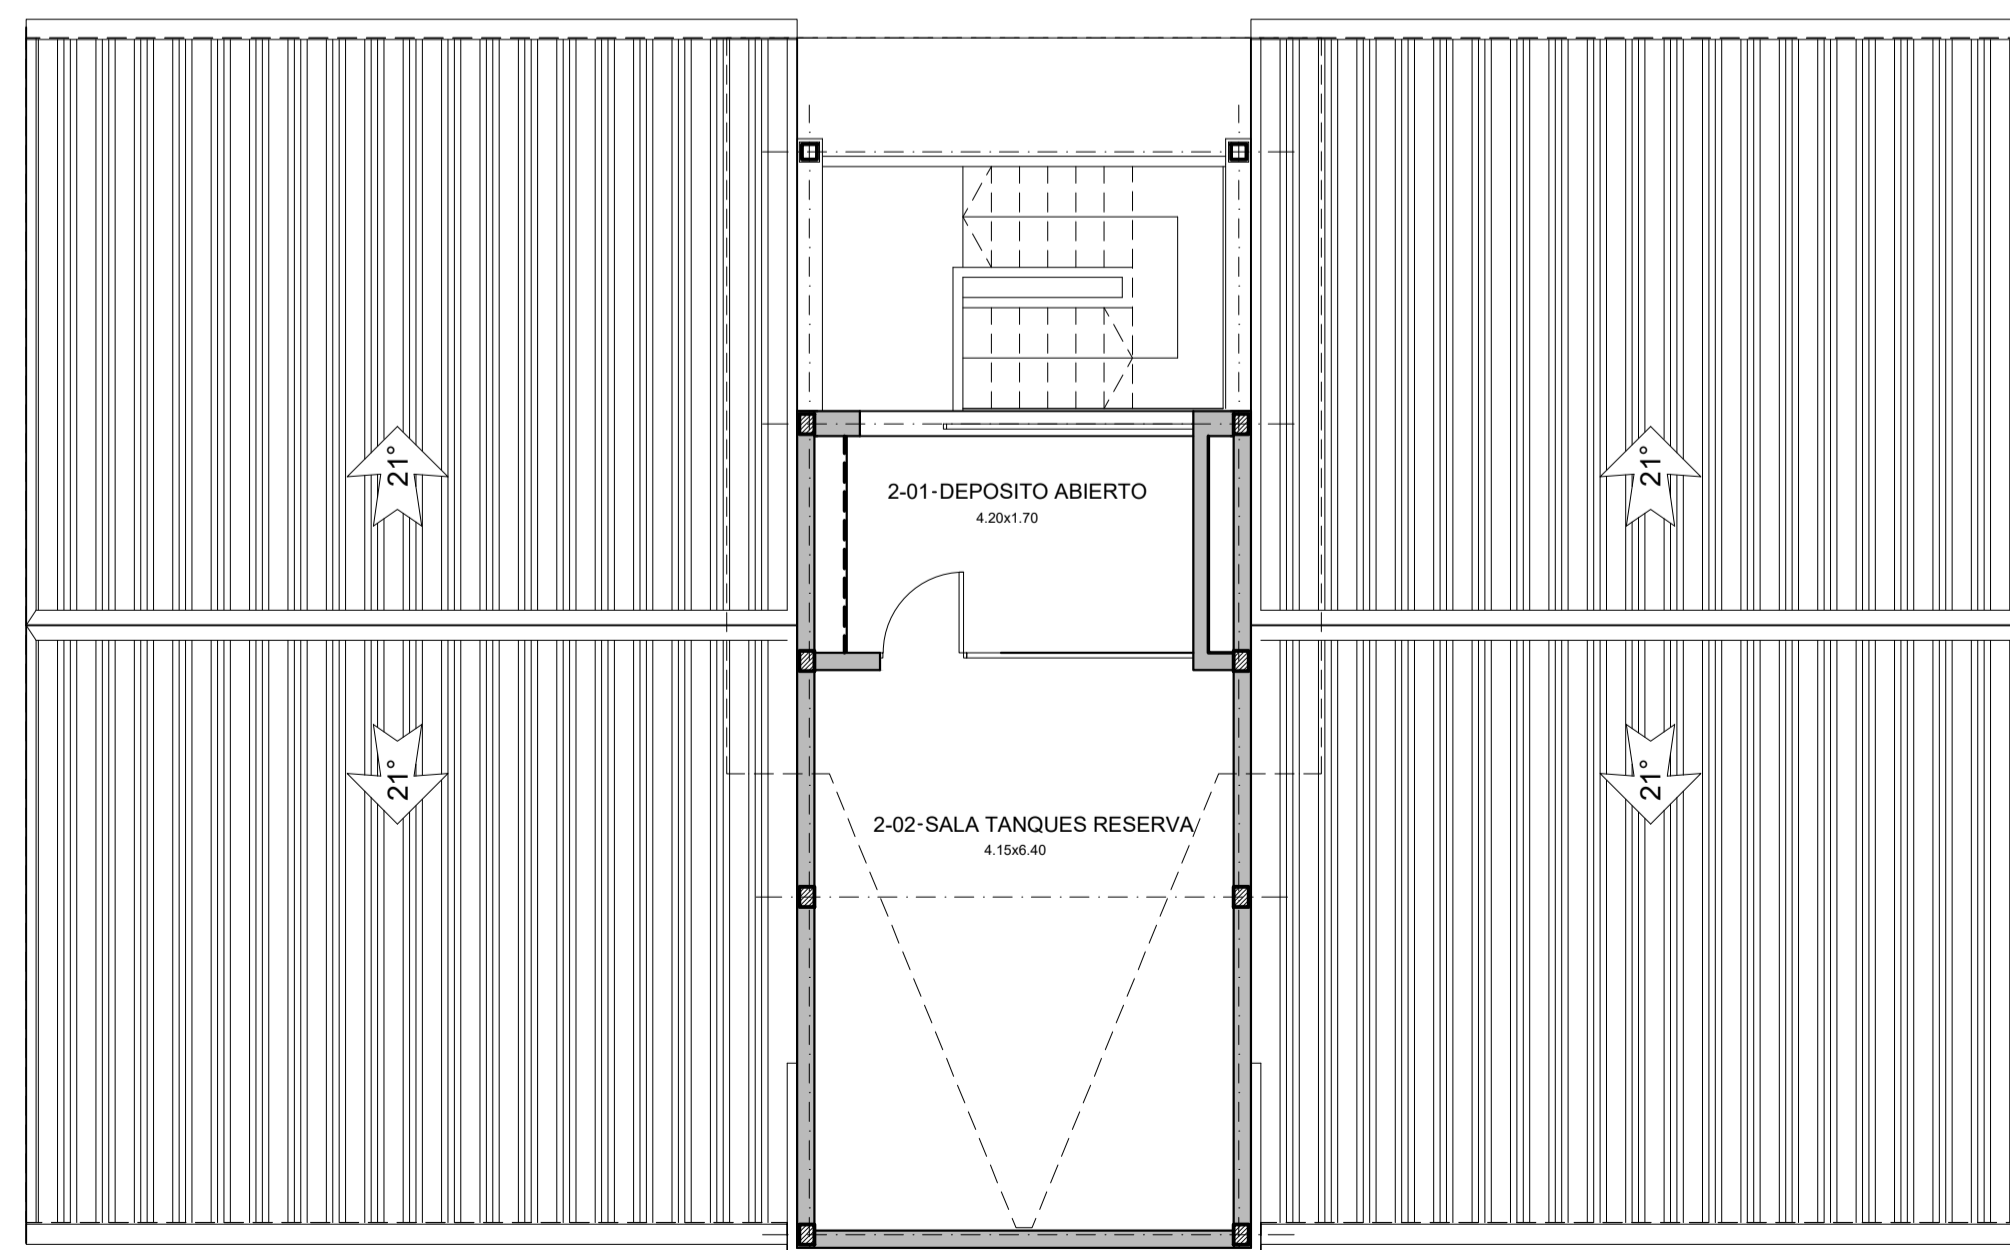 21°
21°
2-01-DEPOSITO ABIERTO
4.20x1.70
21°
21°
2-02-SALA TANQUES RESERVA
4.15x6.40